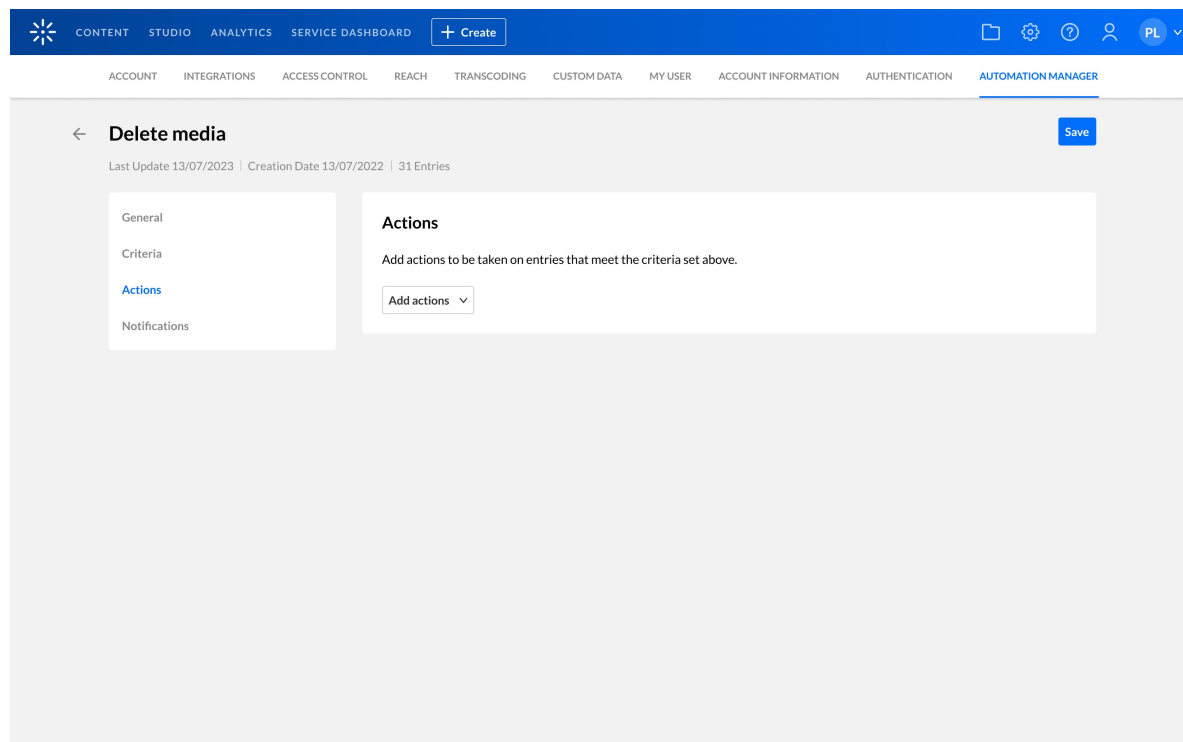 CONTENT STUDIO ANALYTICS SERVICE DASHBOARD + Create PL
ACCOUNT INTEGRATIONS ACCESS CONTROL REACH TRANSCODING CUSTOM DATA MY USER ACCOUNT INFORMATION AUTHENTICATION AUTOMATION MANAGER
Delete media Save
Last Update 13/07/2023 | Creation Date 13/07/2022 | 31 Entries
General
Criteria
Actions
Notifications
Actions
Add actions to be taken on entries that meet the criteria set above.
Add actions